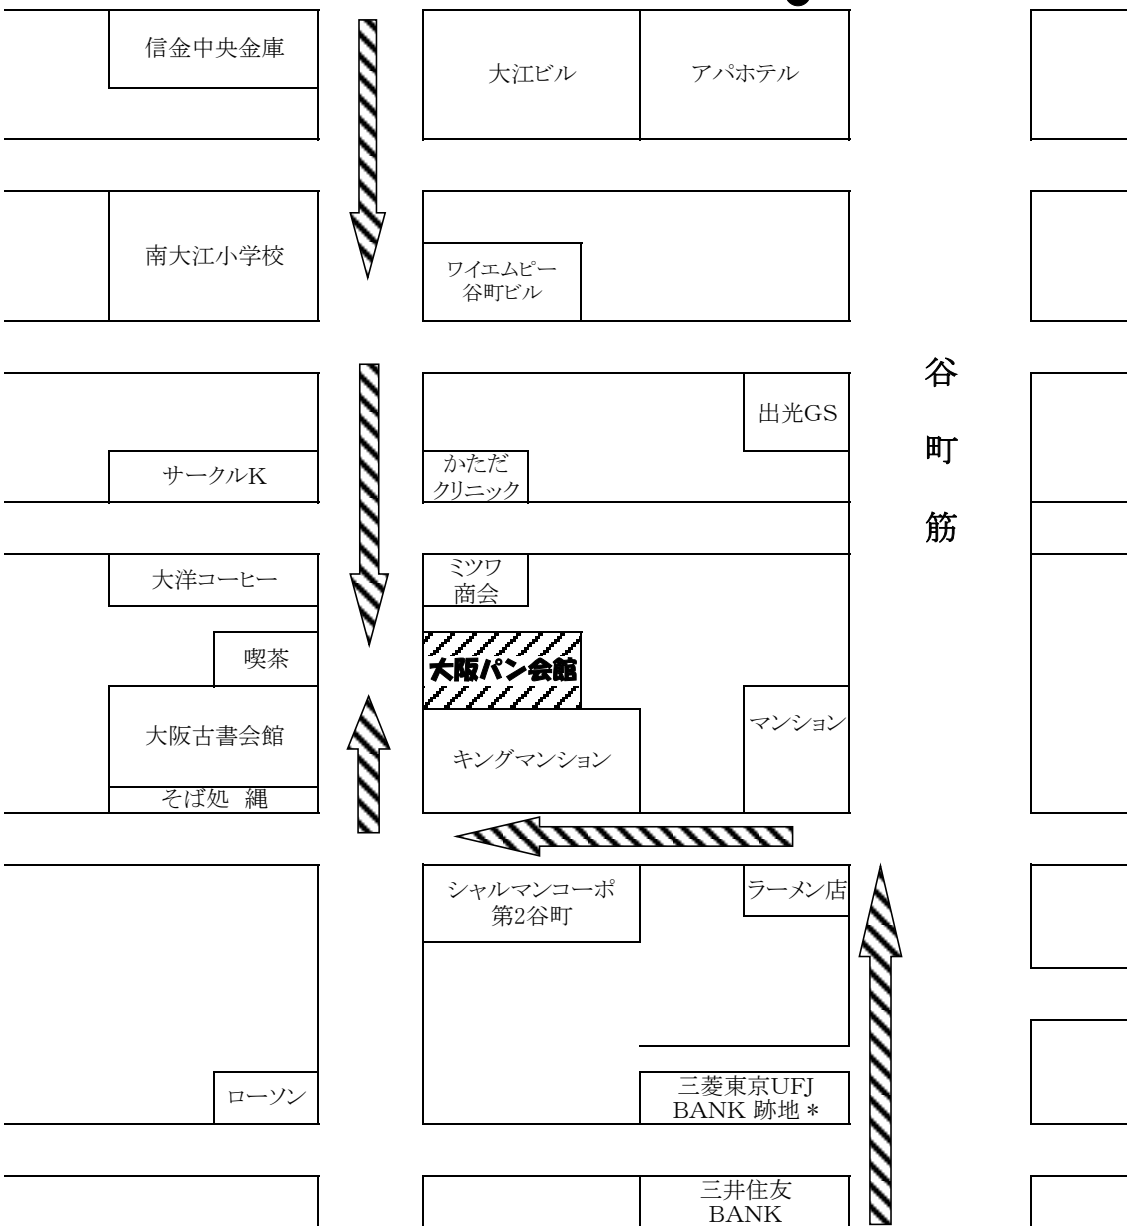 信金中央金庫
大江ビル
アパホテル
南大江小学校
ワイエムピー
谷町ビル
谷
町
筋
出光GS
サークルK
かただ
クリニック
大洋コーヒー
ミツワ
商会
喫茶
大阪パン会館
大阪古書会館
キングマンション
マンション
そば処 縄
シャルマンコーポ
第2谷町
ラーメン店
ローソン
三菱東京UFJ
BANK 跡地＊
三井住友
BANK